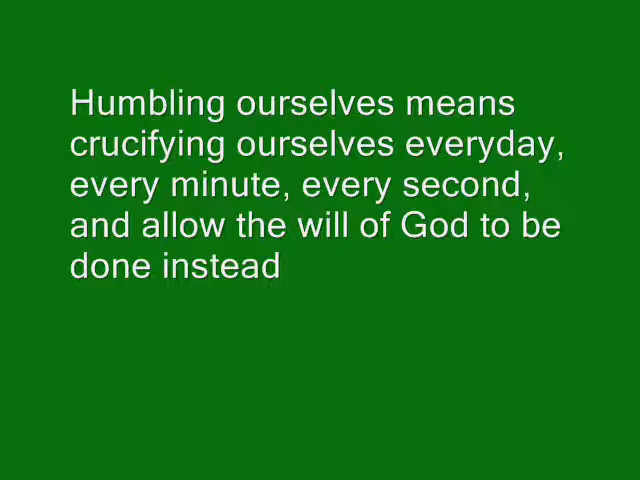 Humbling ourselves means
crucifying ourselves everyday,
every minute, every second,
and allow the will of God to be
done instead